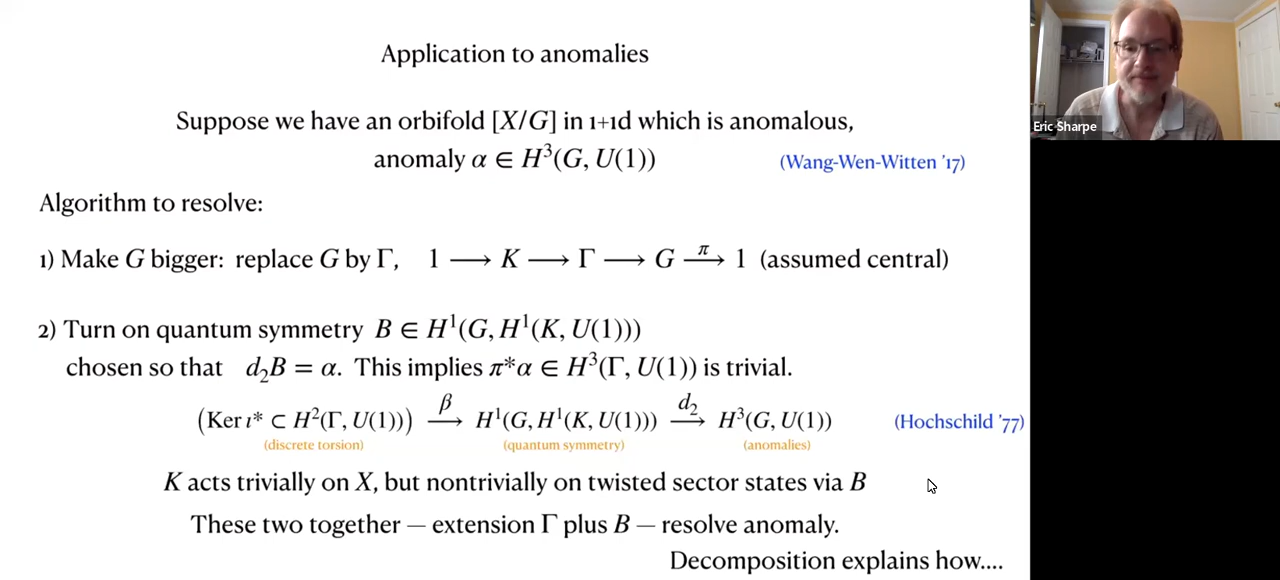 Application to anomalies
Suppose we have an orbifold [X/G] in 1+1d which is anomalous,
anomaly α ∈ H³(G, U(1)) (Wang-Wen-Witten '17)
Algorithm to resolve:
1) Make G bigger: replace G by Γ, 1 ⟶ K ⟶ Γ ⟶ G —π→ 1 (assumed central)
2) Turn on quantum symmetry B ∈ H¹(G, H¹(K, U(1)))
chosen so that d₂B = α. This implies π*α ∈ H³(Γ, U(1)) is trivial.
(Ker ι* ⊂ H²(Γ, U(1))) —β→ H¹(G, H¹(K, U(1))) —d₂→ H³(G, U(1)) (Hochschild '77)
(discrete torsion) (quantum symmetry) (anomalies)
K acts trivially on X, but nontrivially on twisted sector states via B
These two together — extension Γ plus B — resolve anomaly.
Decomposition explains how....
Eric Sharpe